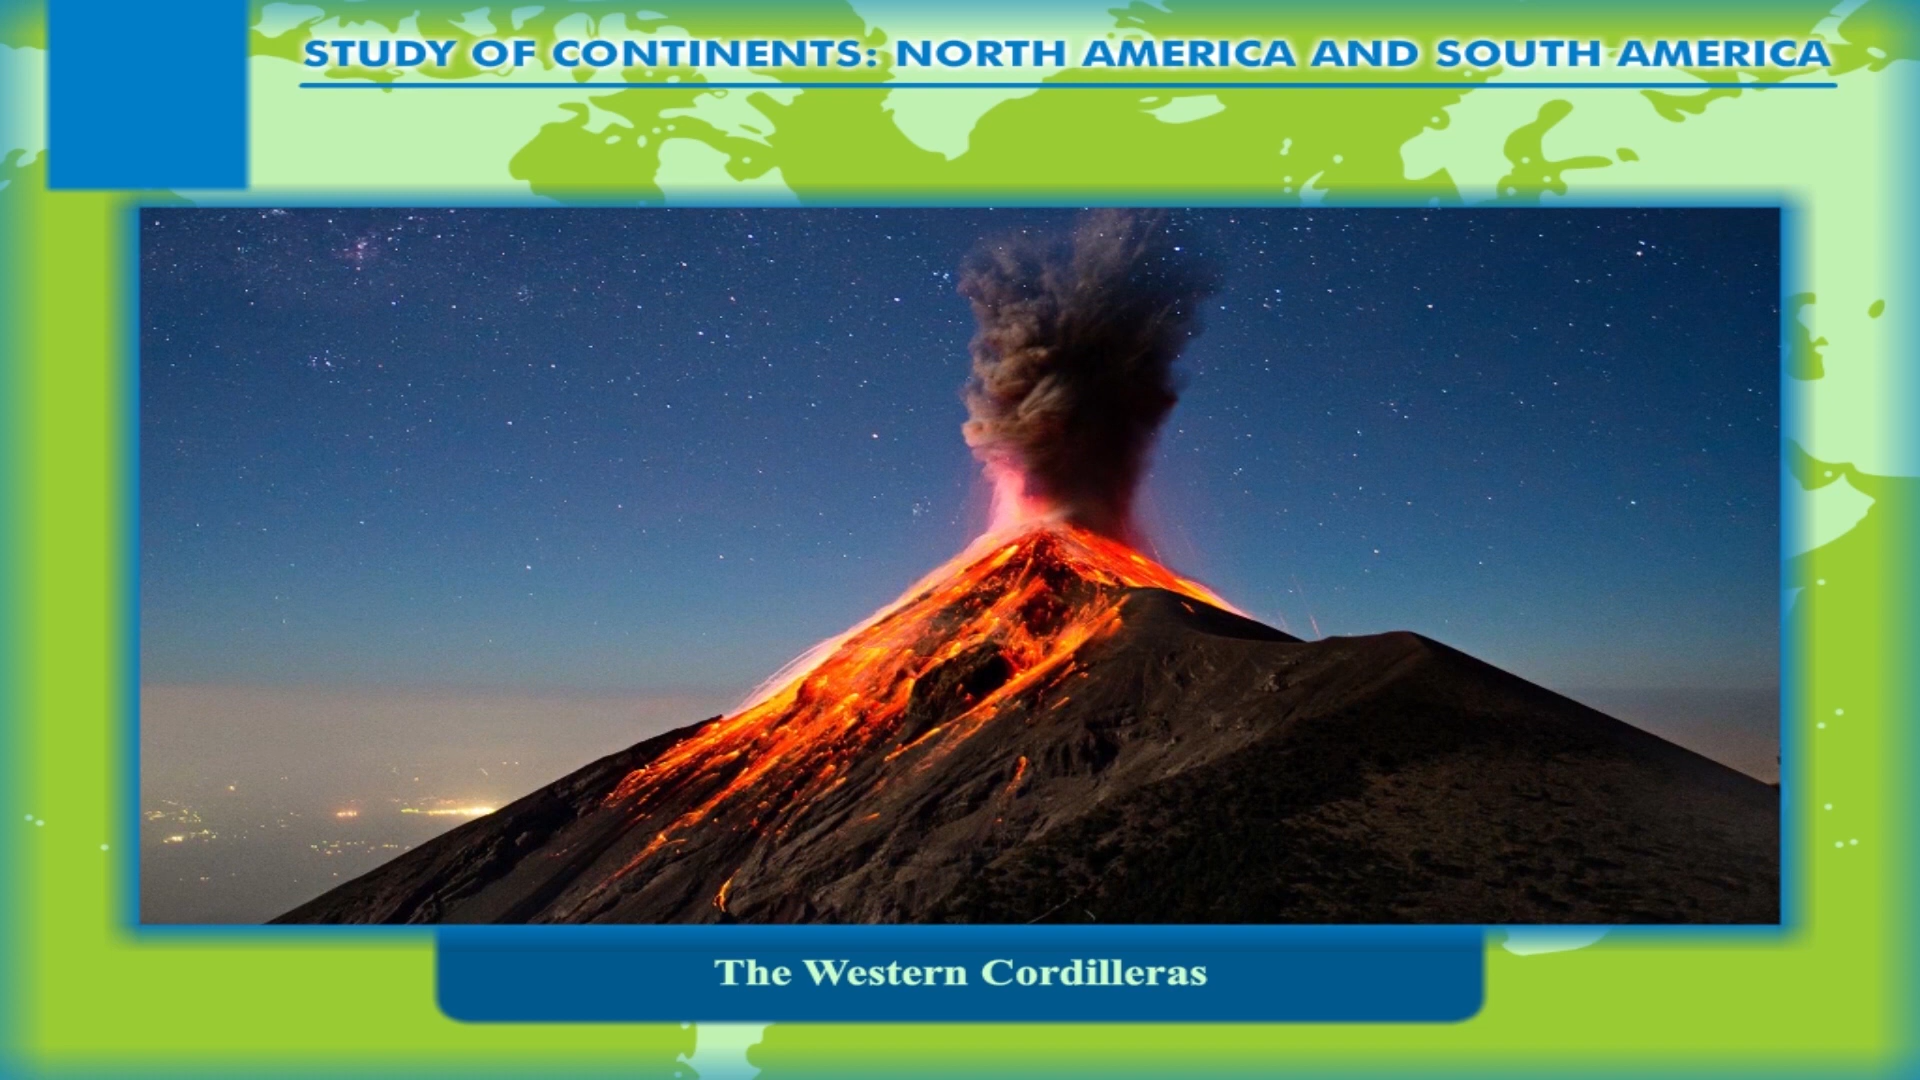 STUDY OF CONTINENTS: NORTH AMERICA AND SOUTH AMERICA
The Western Cordilleras